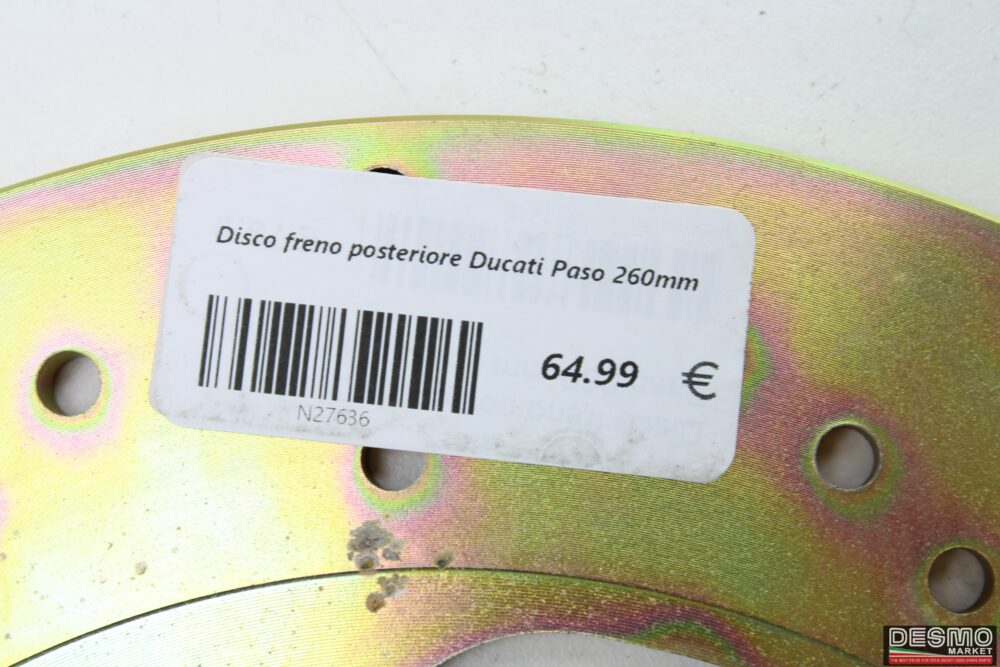 Disco freno posteriore Ducati Paso 260mm
64.99 €
N27636
DESMO
MARKET